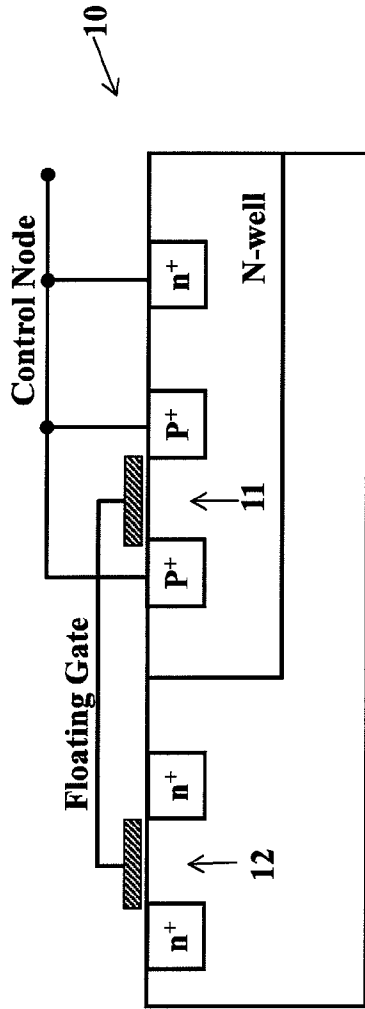 10
Control Node
Floating Gate
n+
n+
P+
P+
n+
N-well
12
11